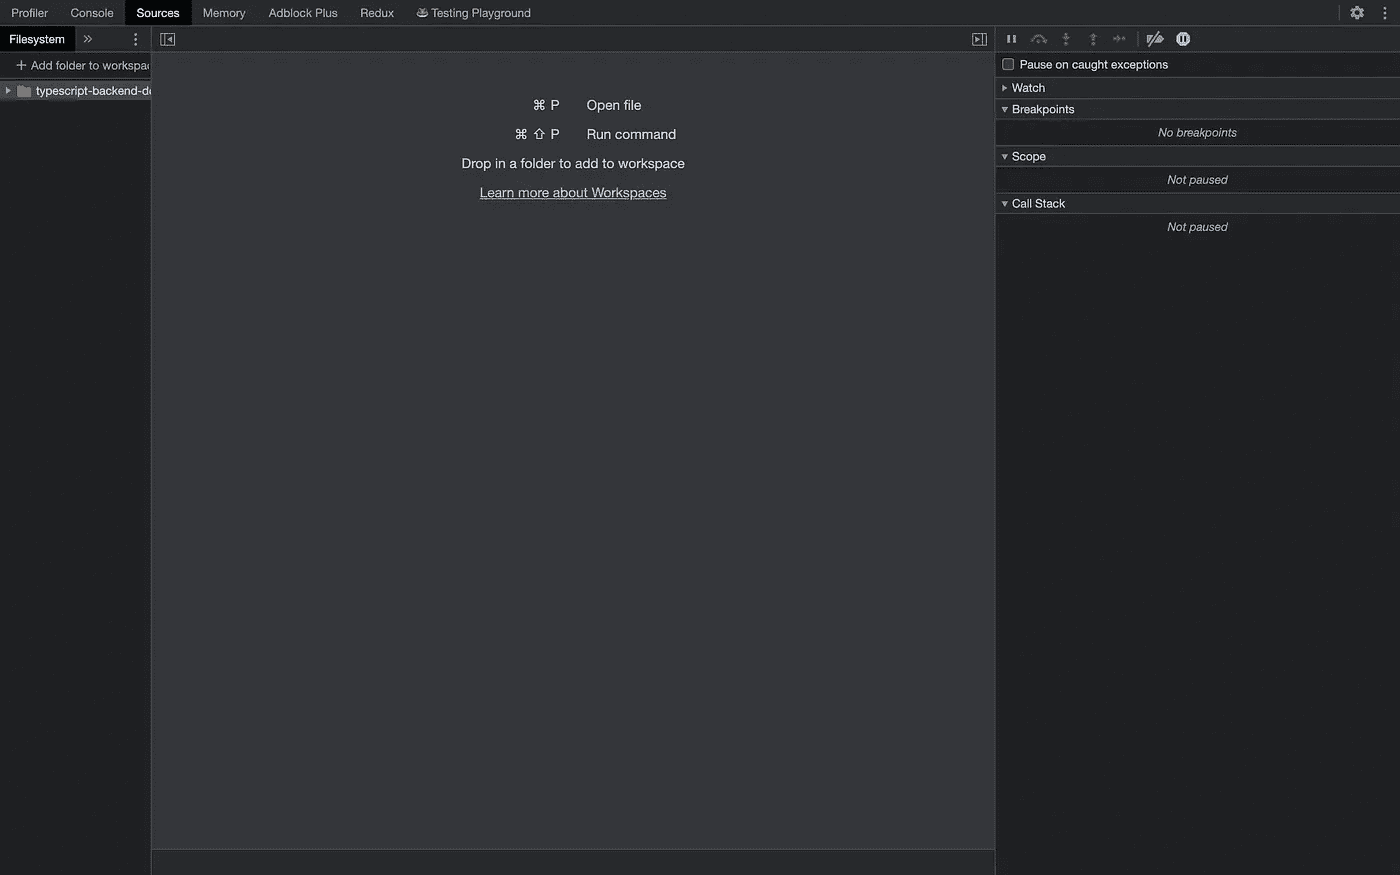 Profiler Console Sources Memory Adblock Plus Redux Testing Playground
Filesystem
+ Add folder to workspa
typescript-backend-de
⌘ P Open file
⌘ ⇧ P Run command
Drop in a folder to add to workspace
Learn more about Workspaces
Pause on caught exceptions
Watch
Breakpoints
No breakpoints
Scope
Not paused
Call Stack
Not paused